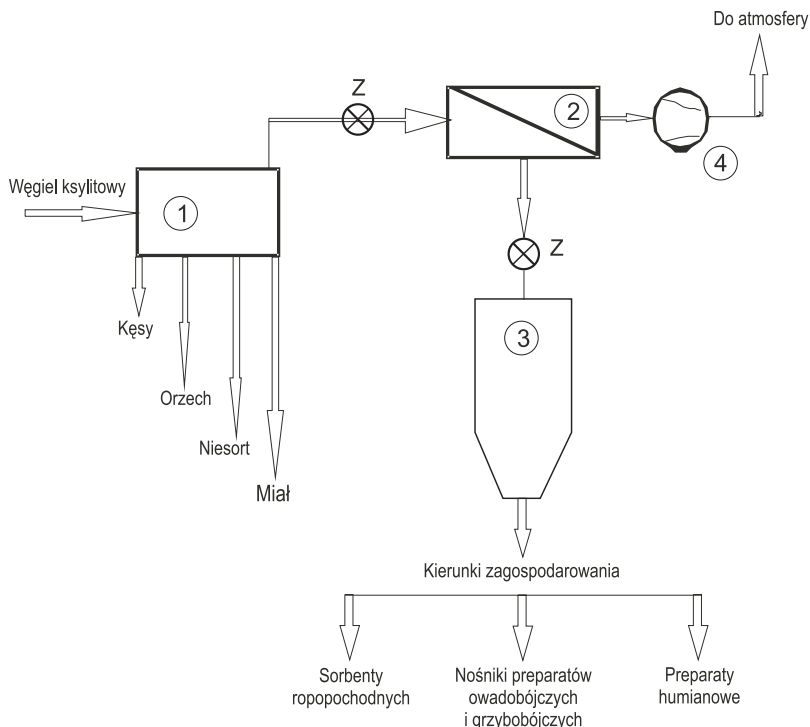 Do atmosfery
Z
2
4
Węgiel ksylitowy
1
Z
Kęsy
3
Orzech
Niesort
Miał
Kierunki zagospodarowania
Sorbenty
ropopochodnych
Nośniki preparatów
owadobójczych
i grzybobójczych
Preparaty
humianowe